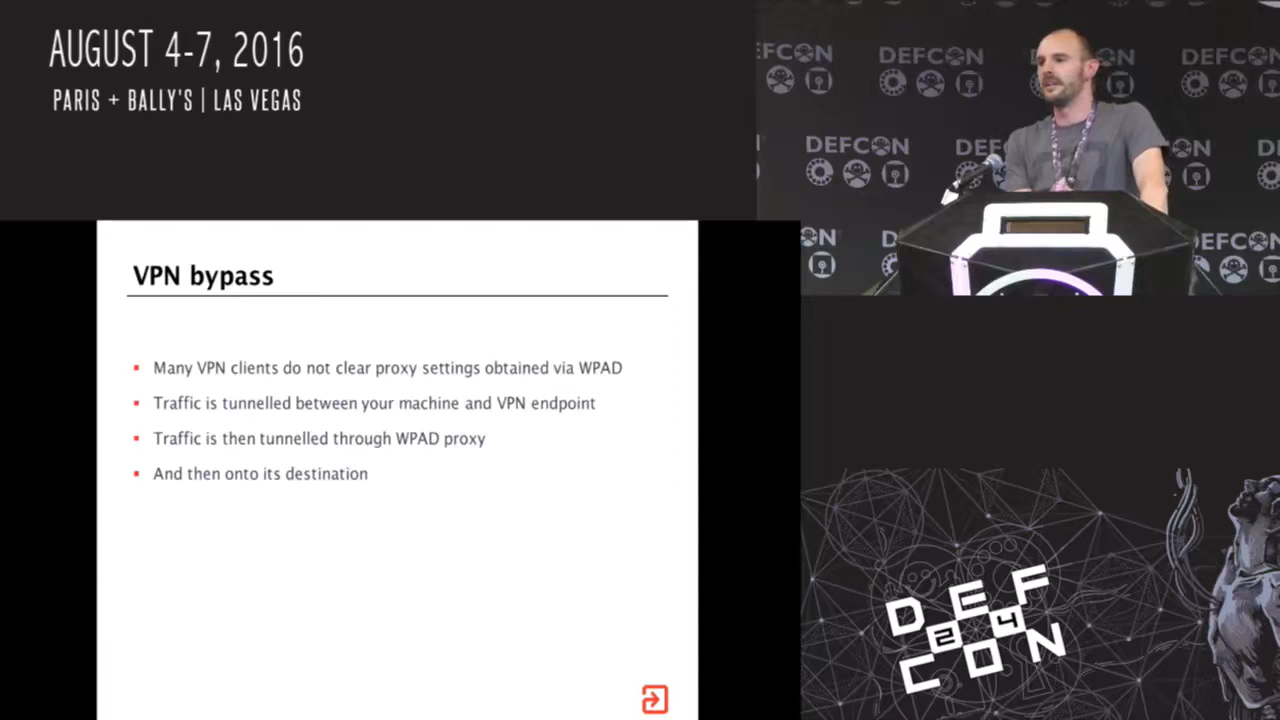 AUGUST 4-7, 2016
PARIS + BALLY'S | LAS VEGAS
DEFCON DEFCON DEFCON
DEFCON
DEFCON
VPN bypass
Many VPN clients do not clear proxy settings obtained via WPAD
Traffic is tunnelled between your machine and VPN endpoint
Traffic is then tunnelled through WPAD proxy
And then onto its destination
DEF
24
CON